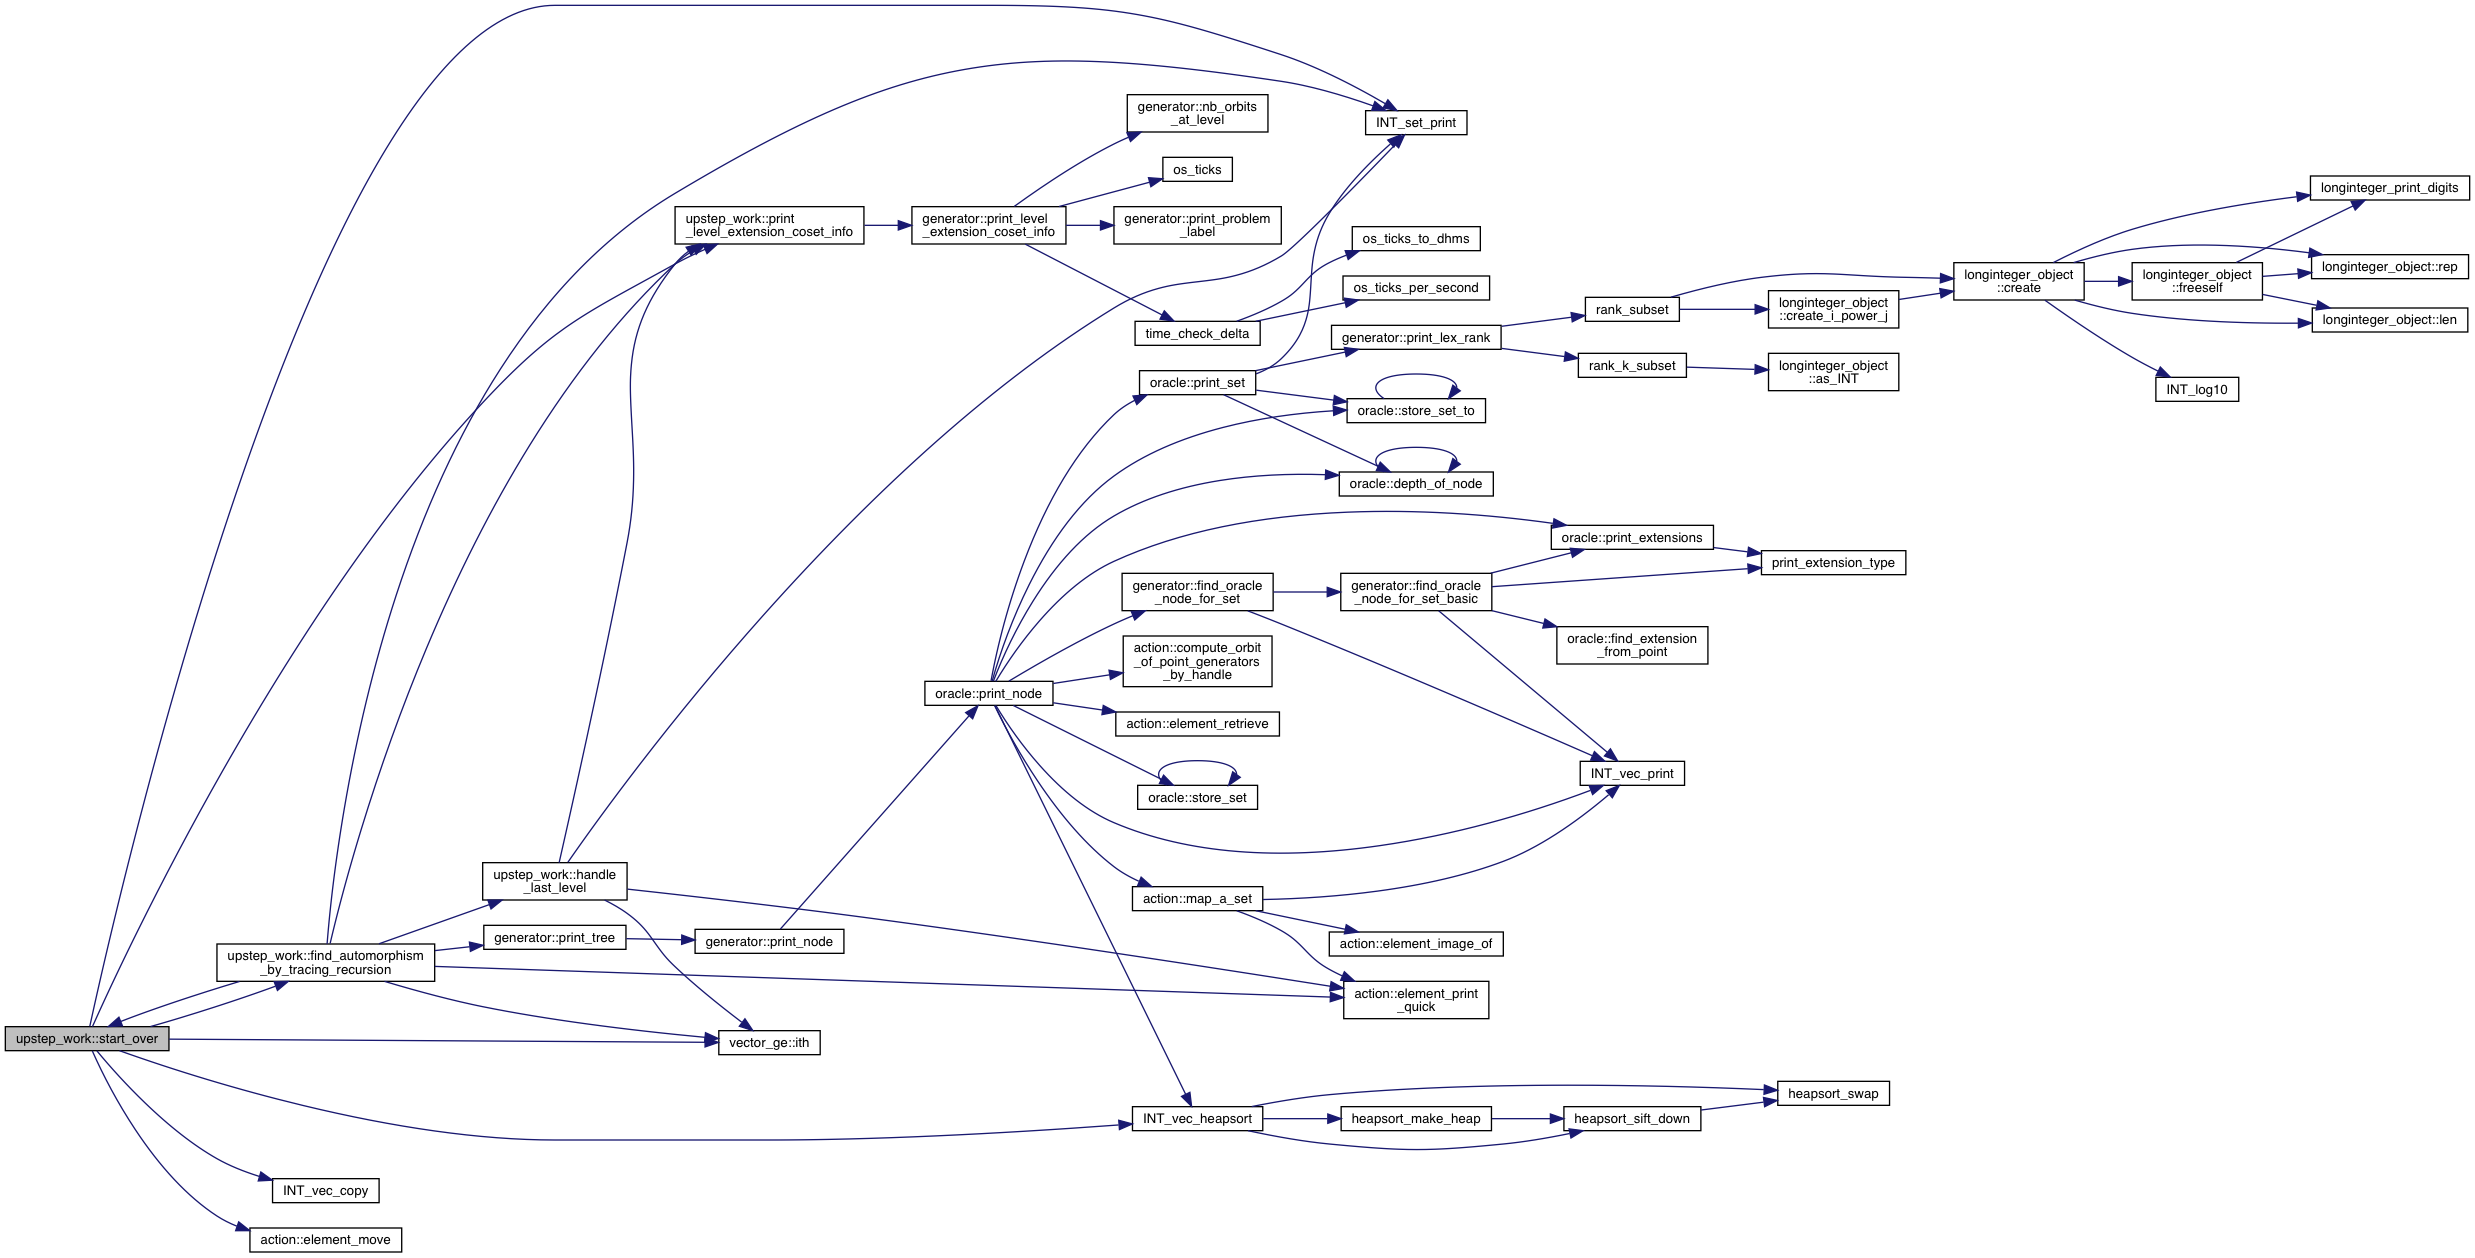 upstep_work::start_over
upstep_work::find_automorphism
_by_tracing_recursion
INT_vec_copy
action::element_move
upstep_work::handle
_last_level
generator::print_tree
upstep_work::print
_level_extension_coset_info
generator::print_node
vector_ge::ith
generator::print_level
_extension_coset_info
oracle::print_node
generator::nb_orbits
_at_level
os_ticks
generator::print_problem
_label
time_check_delta
oracle::print_set
generator::find_oracle
_node_for_set
action::compute_orbit
_of_point_generators
_by_handle
action::element_retrieve
oracle::store_set
action::map_a_set
INT_vec_heapsort
INT_set_print
os_ticks_to_dhms
os_ticks_per_second
generator::print_lex_rank
oracle::store_set_to
oracle::depth_of_node
generator::find_oracle
_node_for_set_basic
action::element_image_of
action::element_print
_quick
heapsort_make_heap
rank_subset
rank_k_subset
oracle::print_extensions
oracle::find_extension
_from_point
INT_vec_print
heapsort_sift_down
longinteger_object
::create_i_power_j
longinteger_object
::as_INT
print_extension_type
heapsort_swap
longinteger_object
::create
longinteger_object
::freeself
INT_log10
longinteger_print_digits
longinteger_object::rep
longinteger_object::len